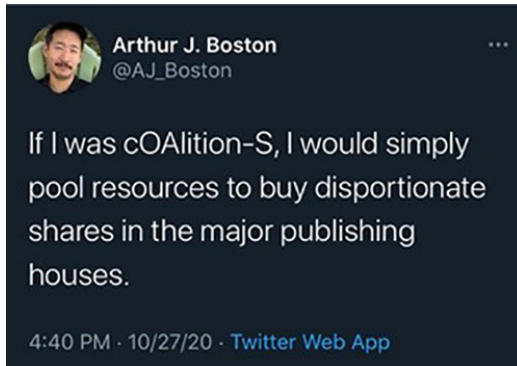 Arthur J. Boston
@AJ_Boston
If I was cOAlition-S, I would simply
pool resources to buy disportionate
shares in the major publishing
houses.
4:40 PM · 10/27/20 · Twitter Web App